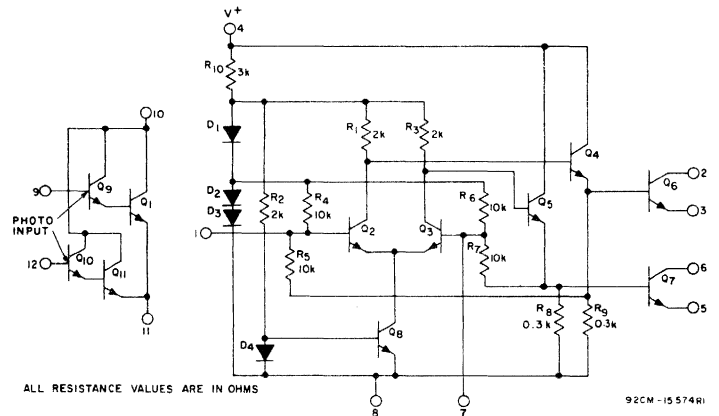 V+
4
R10
3k
10
D1
R1
2k
R3
2k
Q4
Q9
9
Q1
PHOTO
INPUT
D2
D3
R2
2k
R4
10k
R6
10k
Q5
Q6
2
3
1
Q2
Q3
R7
10k
R5
10k
12
Q10
Q11
6
Q7
5
11
R8
0.3k
R9
0.3k
D4
Q8
ALL RESISTANCE VALUES ARE IN OHMS
8
7
92CM-15574R1